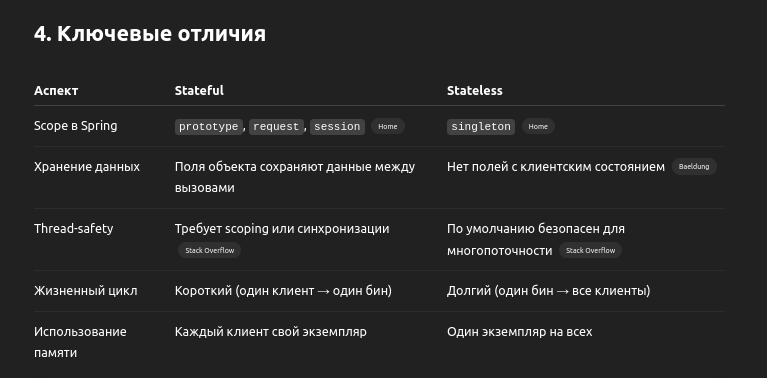 4. Ключевые отличия
Аспект Stateful Stateless
Scope в Spring prototype, request, session Home singleton Home
Хранение данных Поля объекта сохраняют данные между вызовами Нет полей с клиентским состоянием Baeldung
Thread-safety Требует scoping или синхронизации Stack Overflow По умолчанию безопасен для многопоточности Stack Overflow
Жизненный цикл Короткий (один клиент → один бин) Долгий (один бин → все клиенты)
Использование памяти Каждый клиент свой экземпляр Один экземпляр на всех